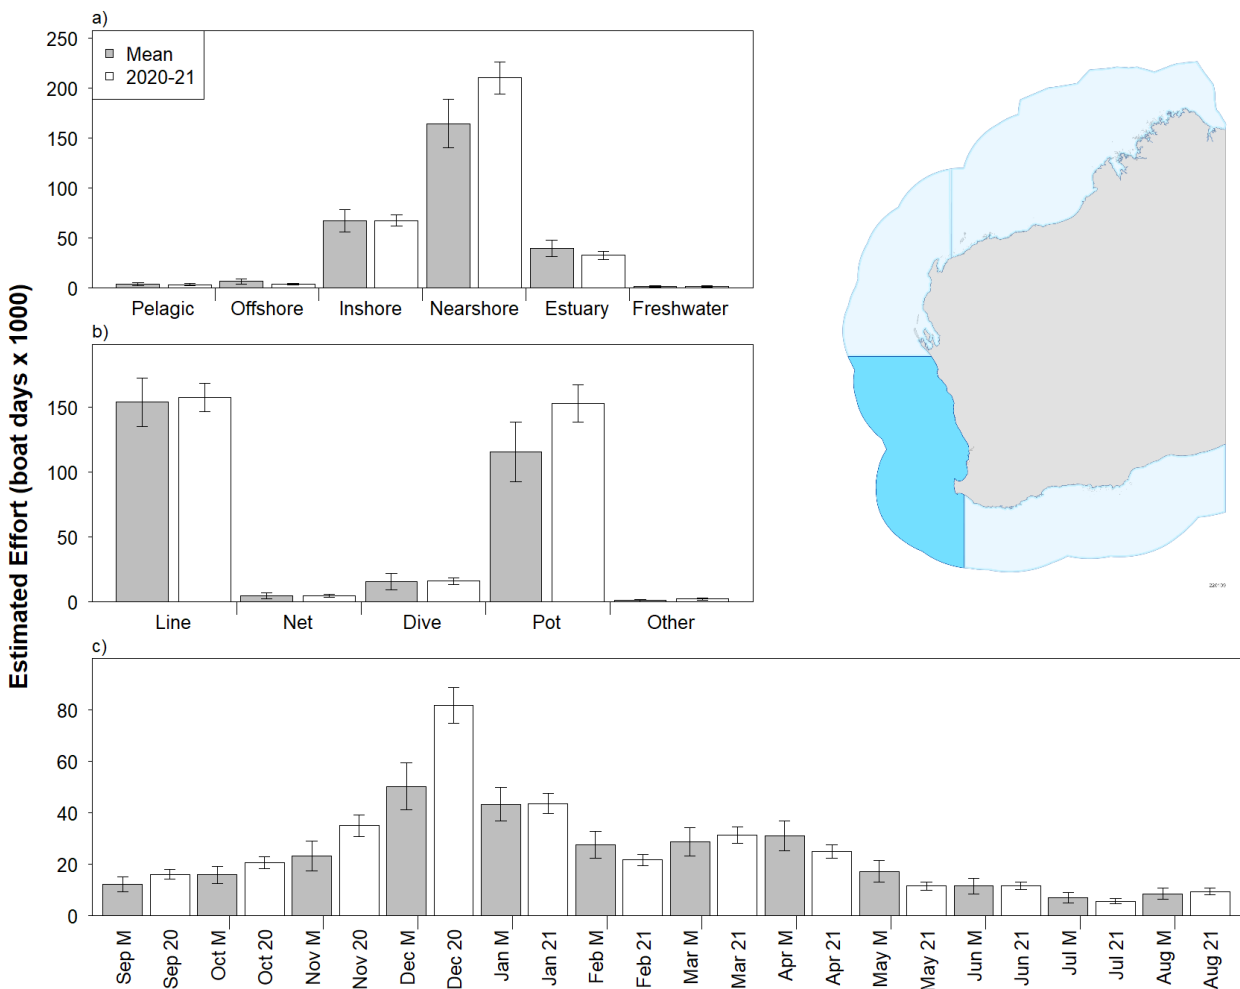 Estimated Effort (boat days x 1000)
a)
250
200
150
100
50
0
Mean
2020-21
Pelagic Offshore Inshore Nearshore Estuary Freshwater
b)
150
100
50
0
Line Net Dive Pot Other
c)
80
60
40
20
0
Sep M
Sep 20
Oct M
Oct 20
Nov M
Nov 20
Dec M
Dec 20
Jan M
Jan 21
Feb M
Feb 21
Mar M
Mar 21
Apr M
Apr 21
May M
May 21
Jun M
Jun 21
Jul M
Jul 21
Aug M
Aug 21